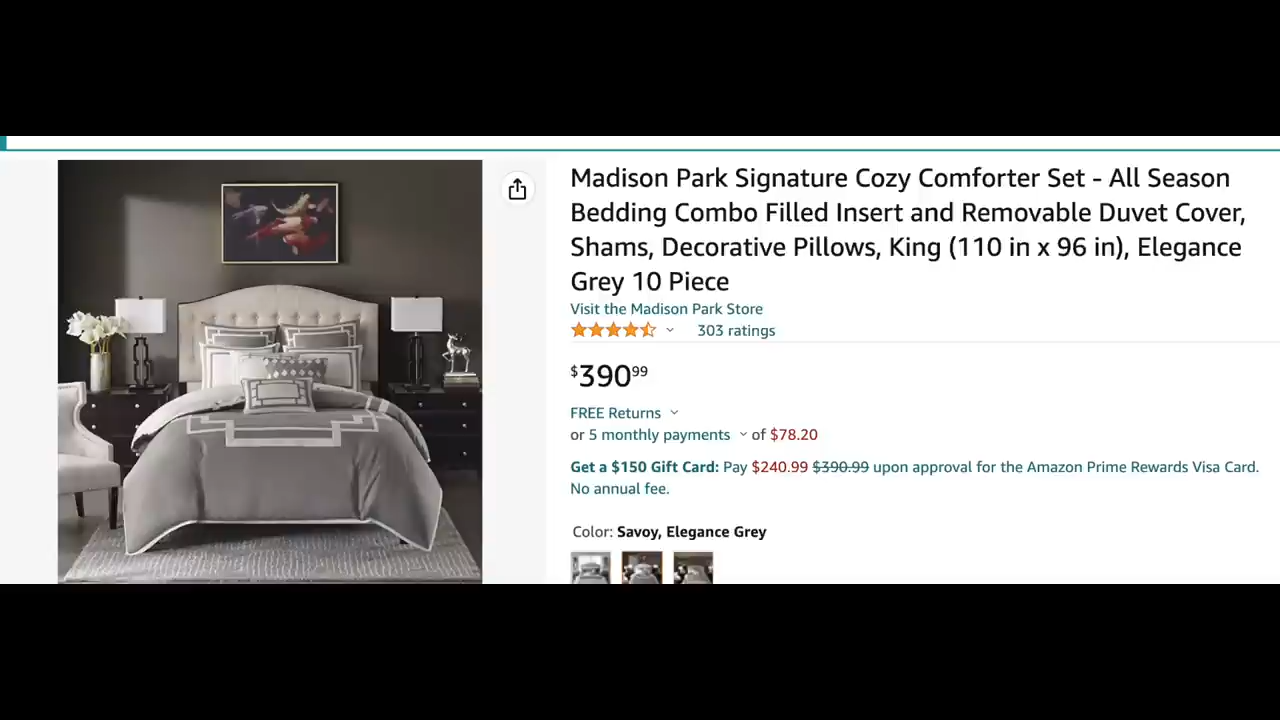 Madison Park Signature Cozy Comforter Set - All Season
Bedding Combo Filled Insert and Removable Duvet Cover,
Shams, Decorative Pillows, King (110 in x 96 in), Elegance
Grey 10 Piece
Visit the Madison Park Store
303 ratings
$39099
FREE Returns
or 5 monthly payments of $78.20
Get a $150 Gift Card: Pay $240.99 $390.99 upon approval for the Amazon Prime Rewards Visa Card.
No annual fee.
Color: Savoy, Elegance Grey